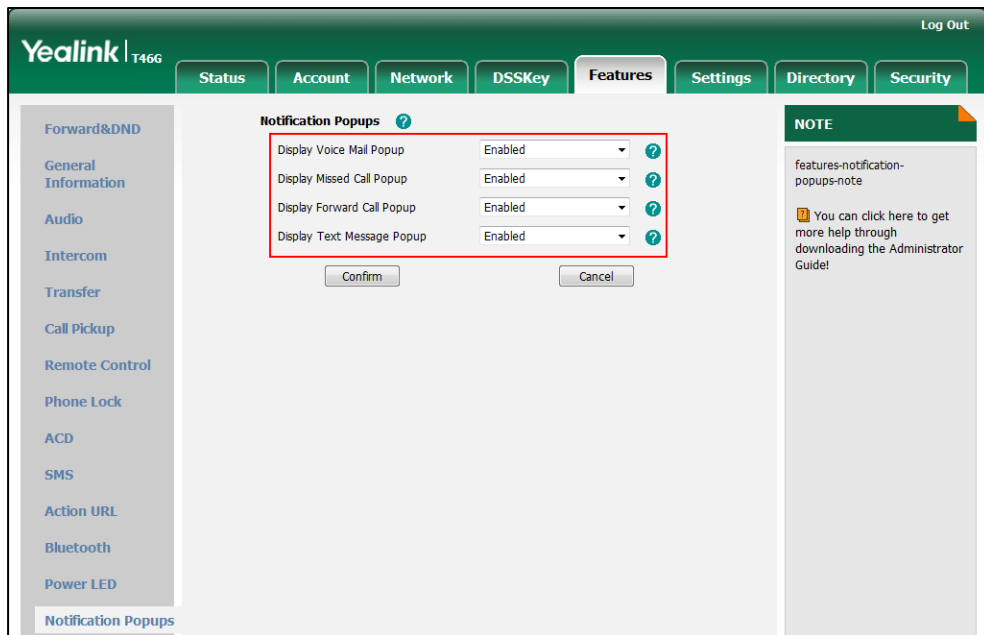 Log Out
Yealink T46G
Status Account Network DSSKey Features Settings Directory Security
Forward&DND
General
Information
Audio
Intercom
Transfer
Call Pickup
Remote Control
Phone Lock
ACD
SMS
Action URL
Bluetooth
Power LED
Notification Popups
Notification Popups ?
Display Voice Mail Popup Enabled ?
Display Missed Call Popup Enabled ?
Display Forward Call Popup Enabled ?
Display Text Message Popup Enabled ?
Confirm Cancel
NOTE
features-notification-
popups-note
? You can click here to get
more help through
downloading the Administrator
Guide!